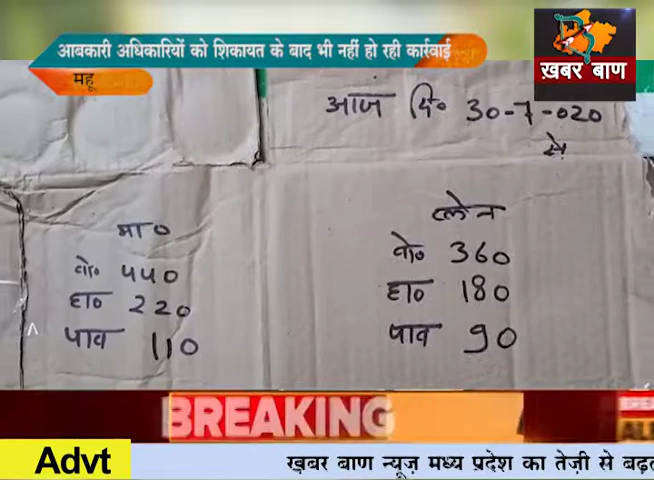 आबकारी अधिकारियों को शिकायत के बाद भी नहीं हो रही कार्रवाई
महू
ख़बर बाण
आज दि० 30-7-020
से
मा०
बो० 440
हा० 220
पाव 110
प्लेन
बो० 360
हा० 180
पाव 90
BREAKING
Advt
ख़बर बाण न्यूज़ मध्य प्रदेश का तेज़ी से